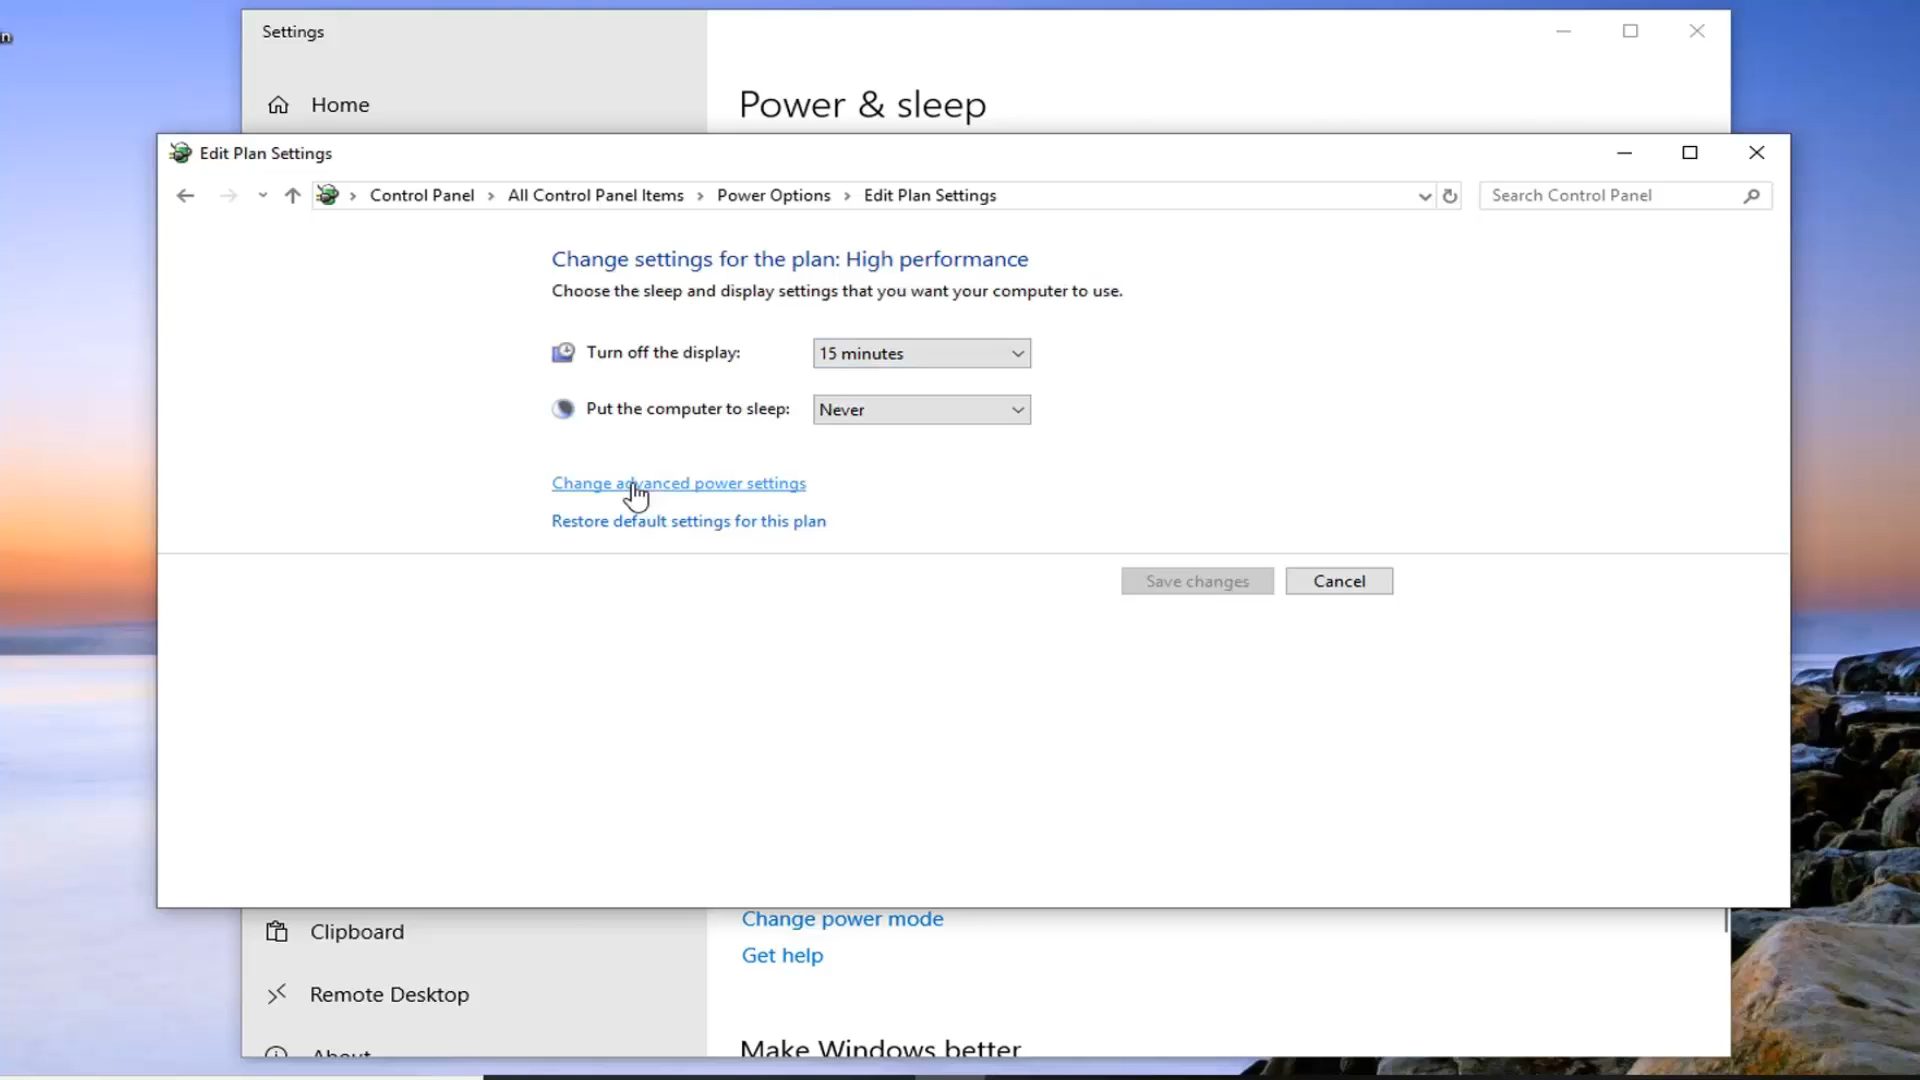 n
Settings
Home
Power & sleep
Edit Plan Settings
Control Panel
All Control Panel Items
Power Options
Edit Plan Settings
Search Control Panel
Change settings for the plan: High performance
Choose the sleep and display settings that you want your computer to use.
Turn off the display:
15 minutes
Put the computer to sleep:
Never
Change advanced power settings
Restore default settings for this plan
Save changes
Cancel
Clipboard
Change power mode
Get help
Remote Desktop
About
Make Windows better